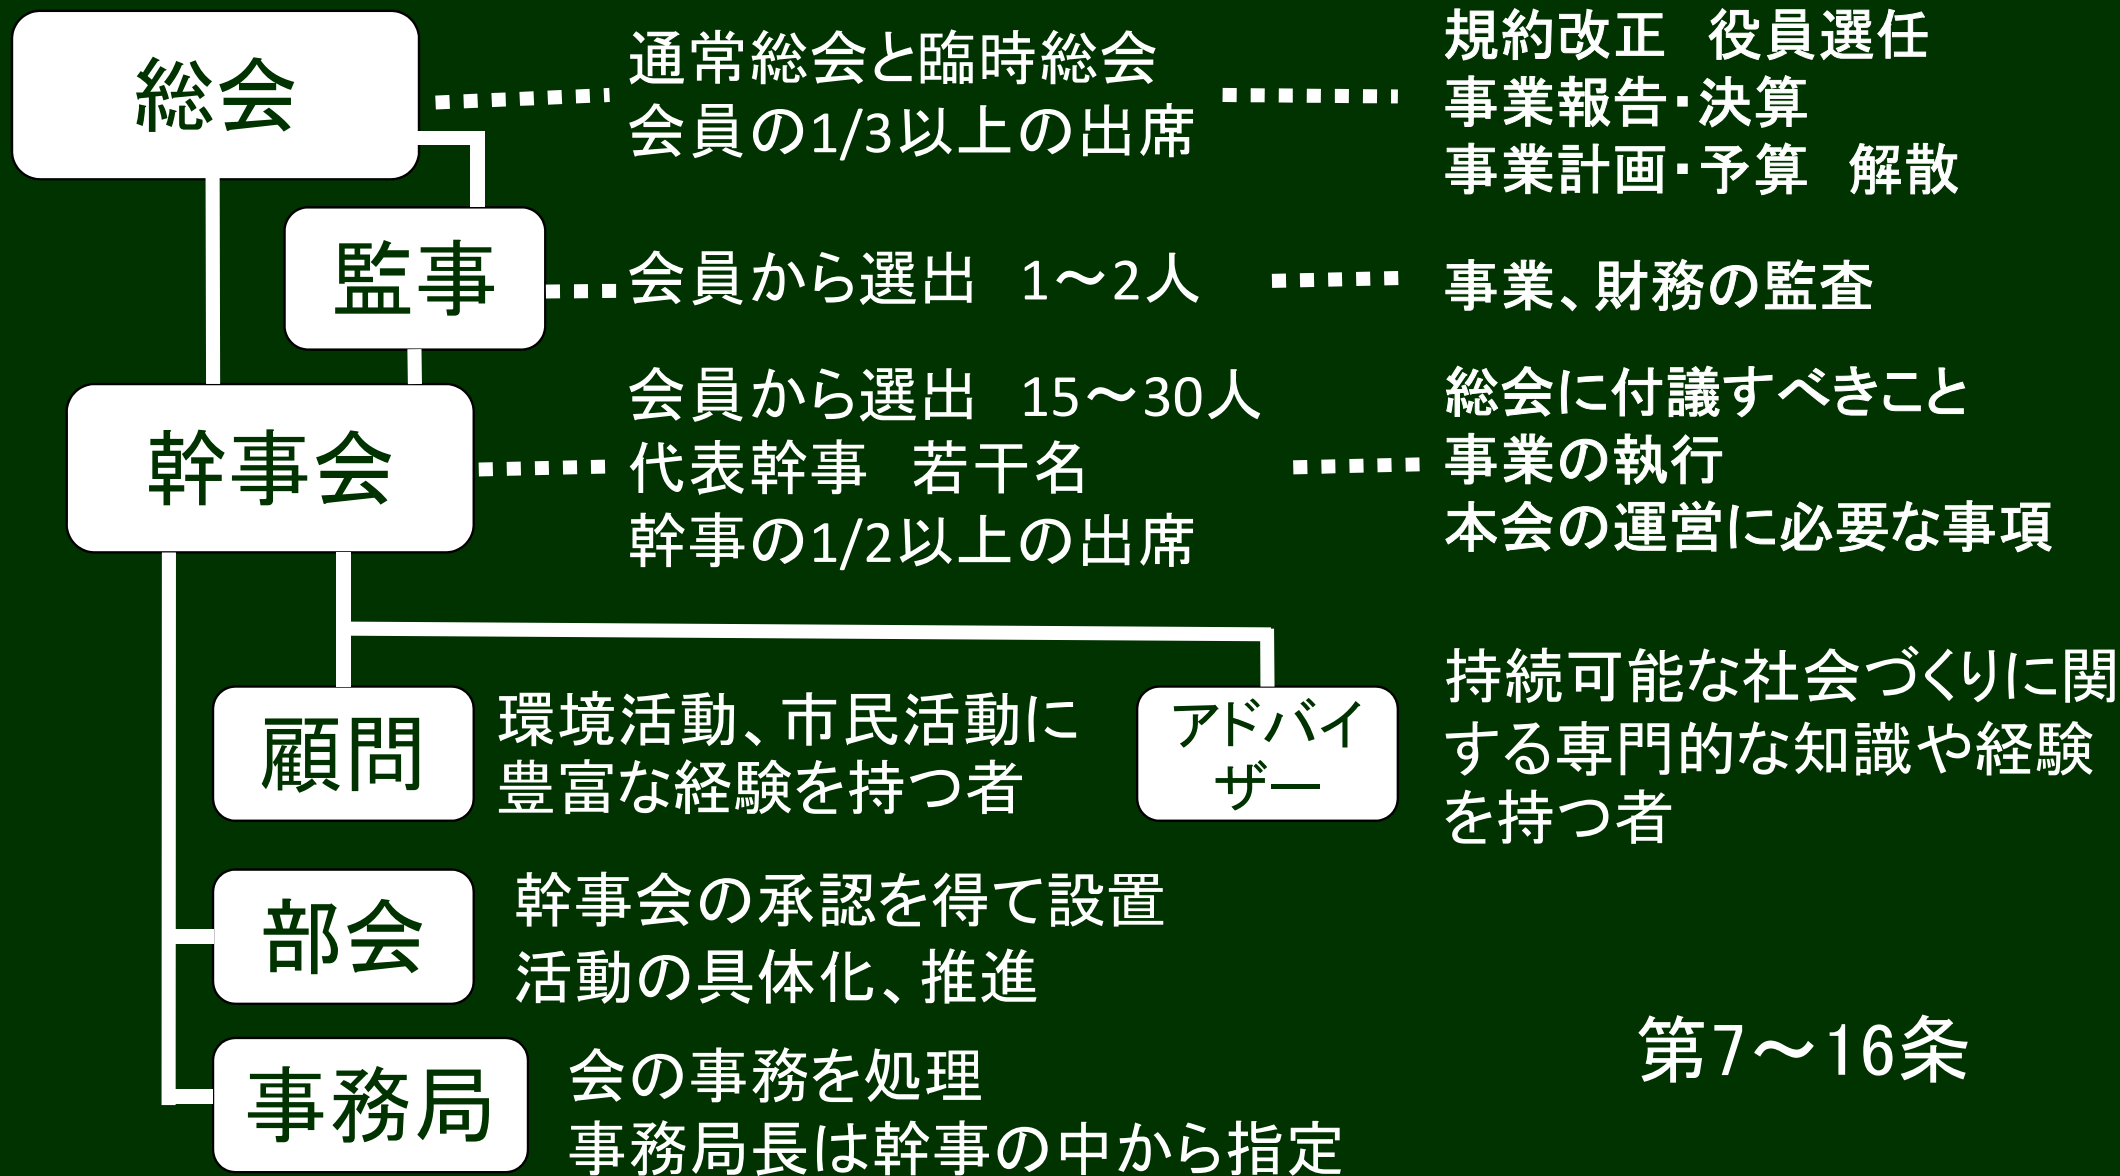 総会
通常総会と臨時総会
会員の1/3以上の出席
規約改正　役員選任
事業報告・決算
事業計画・予算　解散
監事
会員から選出　1～2人
事業、財務の監査
幹事会
会員から選出　15～30人
代表幹事　若干名
幹事の1/2以上の出席
総会に付議すべきこと
事業の執行
本会の運営に必要な事項
顧問
環境活動、市民活動に
豊富な経験を持つ者
アドバイ
ザー
持続可能な社会づくりに関
する専門的な知識や経験
を持つ者
部会
幹事会の承認を得て設置
活動の具体化、推進
事務局
会の事務を処理
事務局長は幹事の中から指定
第7～16条